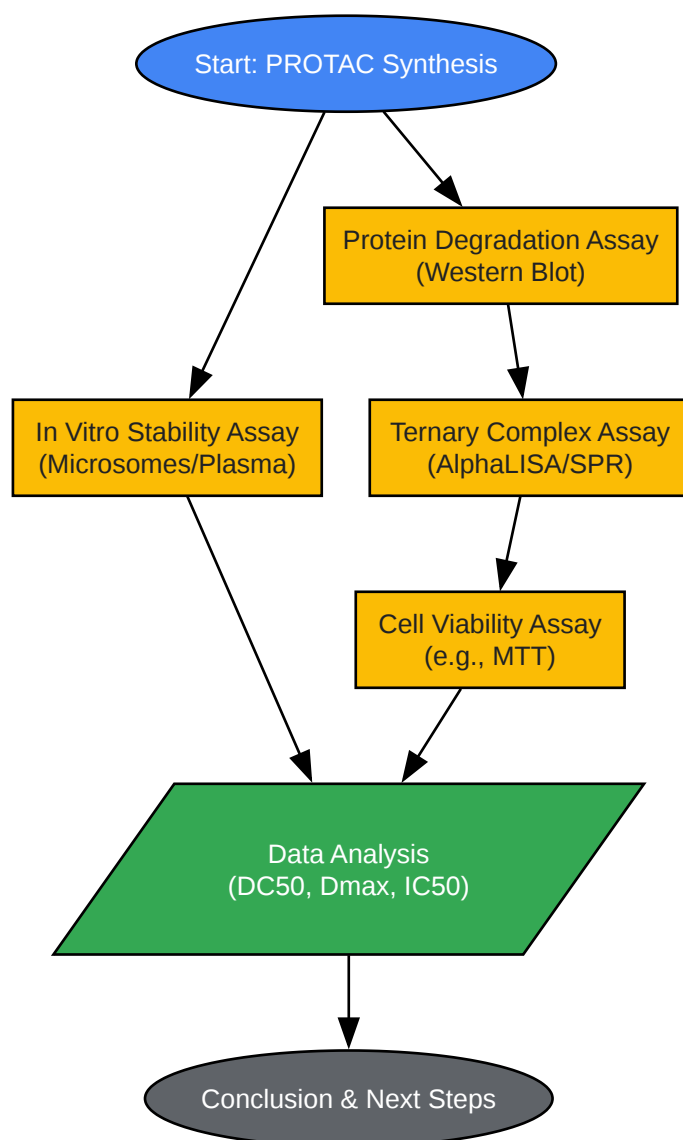 Start: PROTAC Synthesis
Protein Degradation Assay
(Western Blot)
In Vitro Stability Assay
(Microsomes/Plasma)
Ternary Complex Assay
(AlphaLISA/SPR)
Cell Viability Assay
(e.g., MTT)
Data Analysis
(DC50, Dmax, IC50)
Conclusion & Next Steps